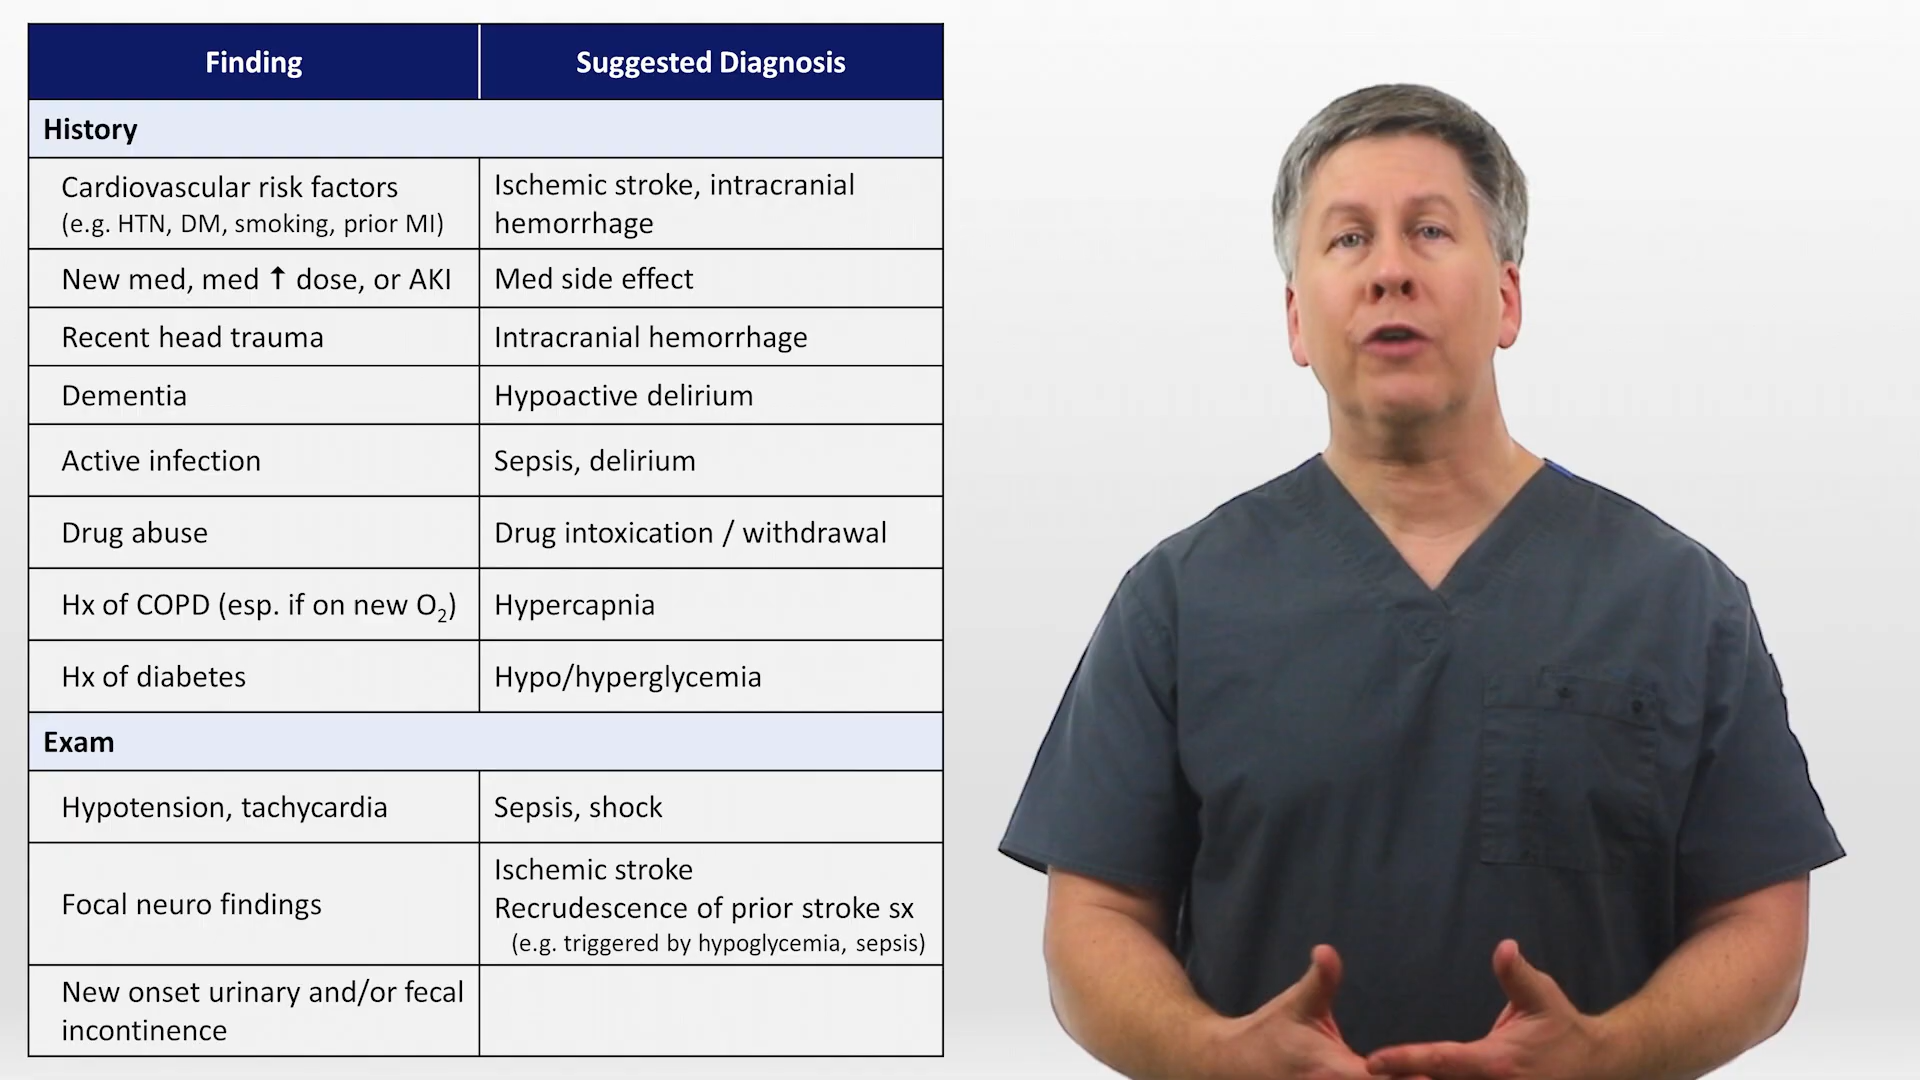 Finding
Suggested Diagnosis
History
Cardiovascular risk factors
(e.g. HTN, DM, smoking, prior MI)
Ischemic stroke, intracranial
hemorrhage
New med, med ↑ dose, or AKI
Med side effect
Recent head trauma
Intracranial hemorrhage
Dementia
Hypoactive delirium
Active infection
Sepsis, delirium
Drug abuse
Drug intoxication / withdrawal
Hx of COPD (esp. if on new O₂)
Hypercapnia
Hx of diabetes
Hypo/hyperglycemia
Exam
Hypotension, tachycardia
Sepsis, shock
Focal neuro findings
Ischemic stroke
Recrudescence of prior stroke sx
(e.g. triggered by hypoglycemia, sepsis)
New onset urinary and/or fecal
incontinence